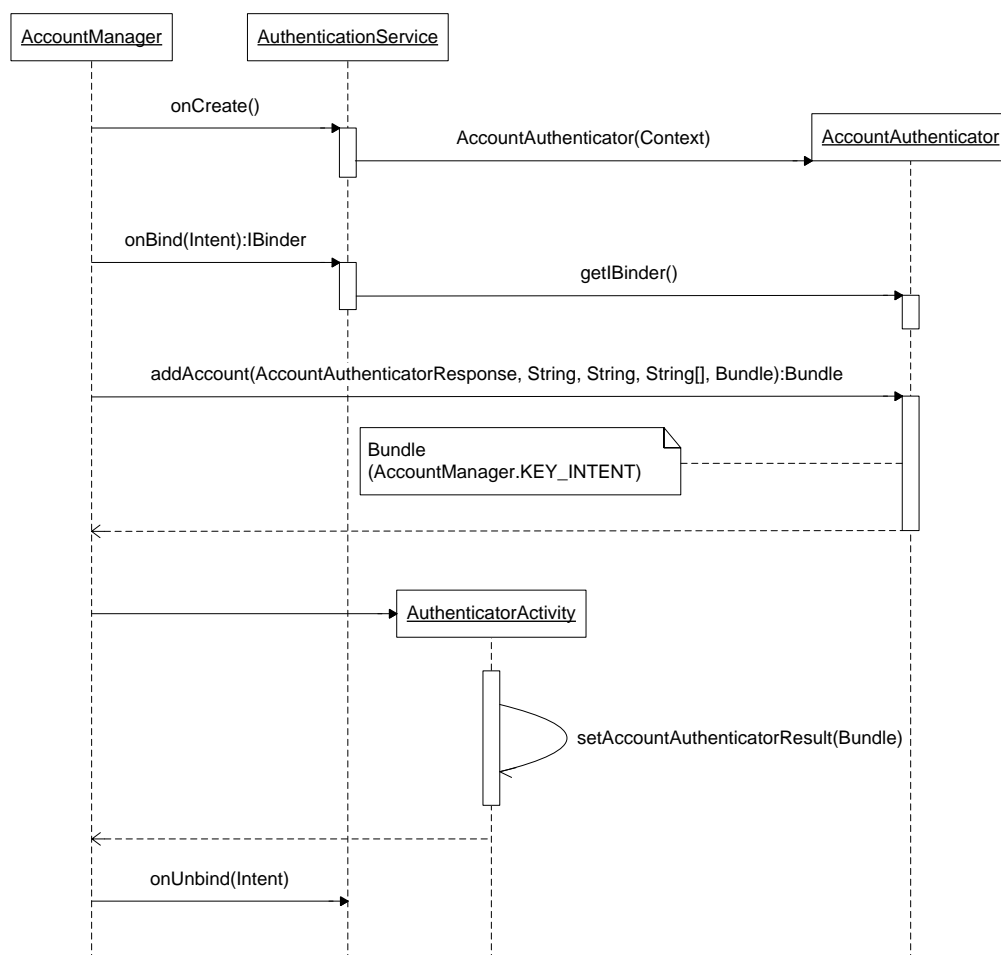 AccountManager
AuthenticationService
onCreate()
AccountAuthenticator(Context)
AccountAuthenticator
onBind(Intent):IBinder
getIBinder()
addAccount(AccountAuthenticatorResponse, String, String, String[], Bundle):Bundle
Bundle
(AccountManager.KEY_INTENT)
AuthenticatorActivity
setAccountAuthenticatorResult(Bundle)
onUnbind(Intent)